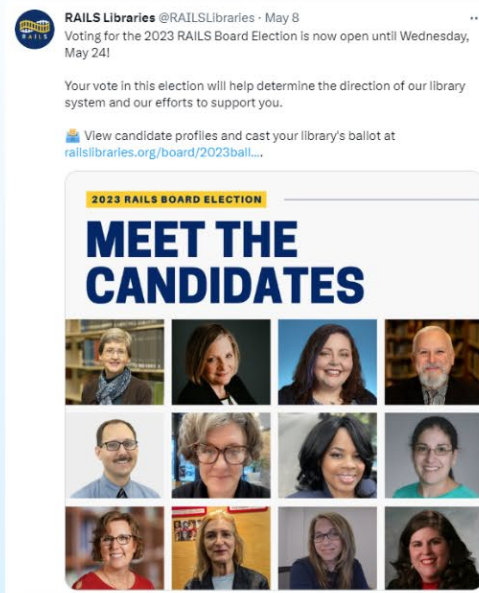 RAILS Libraries @RAILSLibraries · May 8
Voting for the 2023 RAILS Board Election is now open until Wednesday,
May 24!
Your vote in this election will help determine the direction of our library
system and our efforts to support you.
View candidate profiles and cast your library's ballot at
railslibraries.org/board/2023ball....
2023 RAILS BOARD ELECTION
MEET THE
CANDIDATES
RAILS